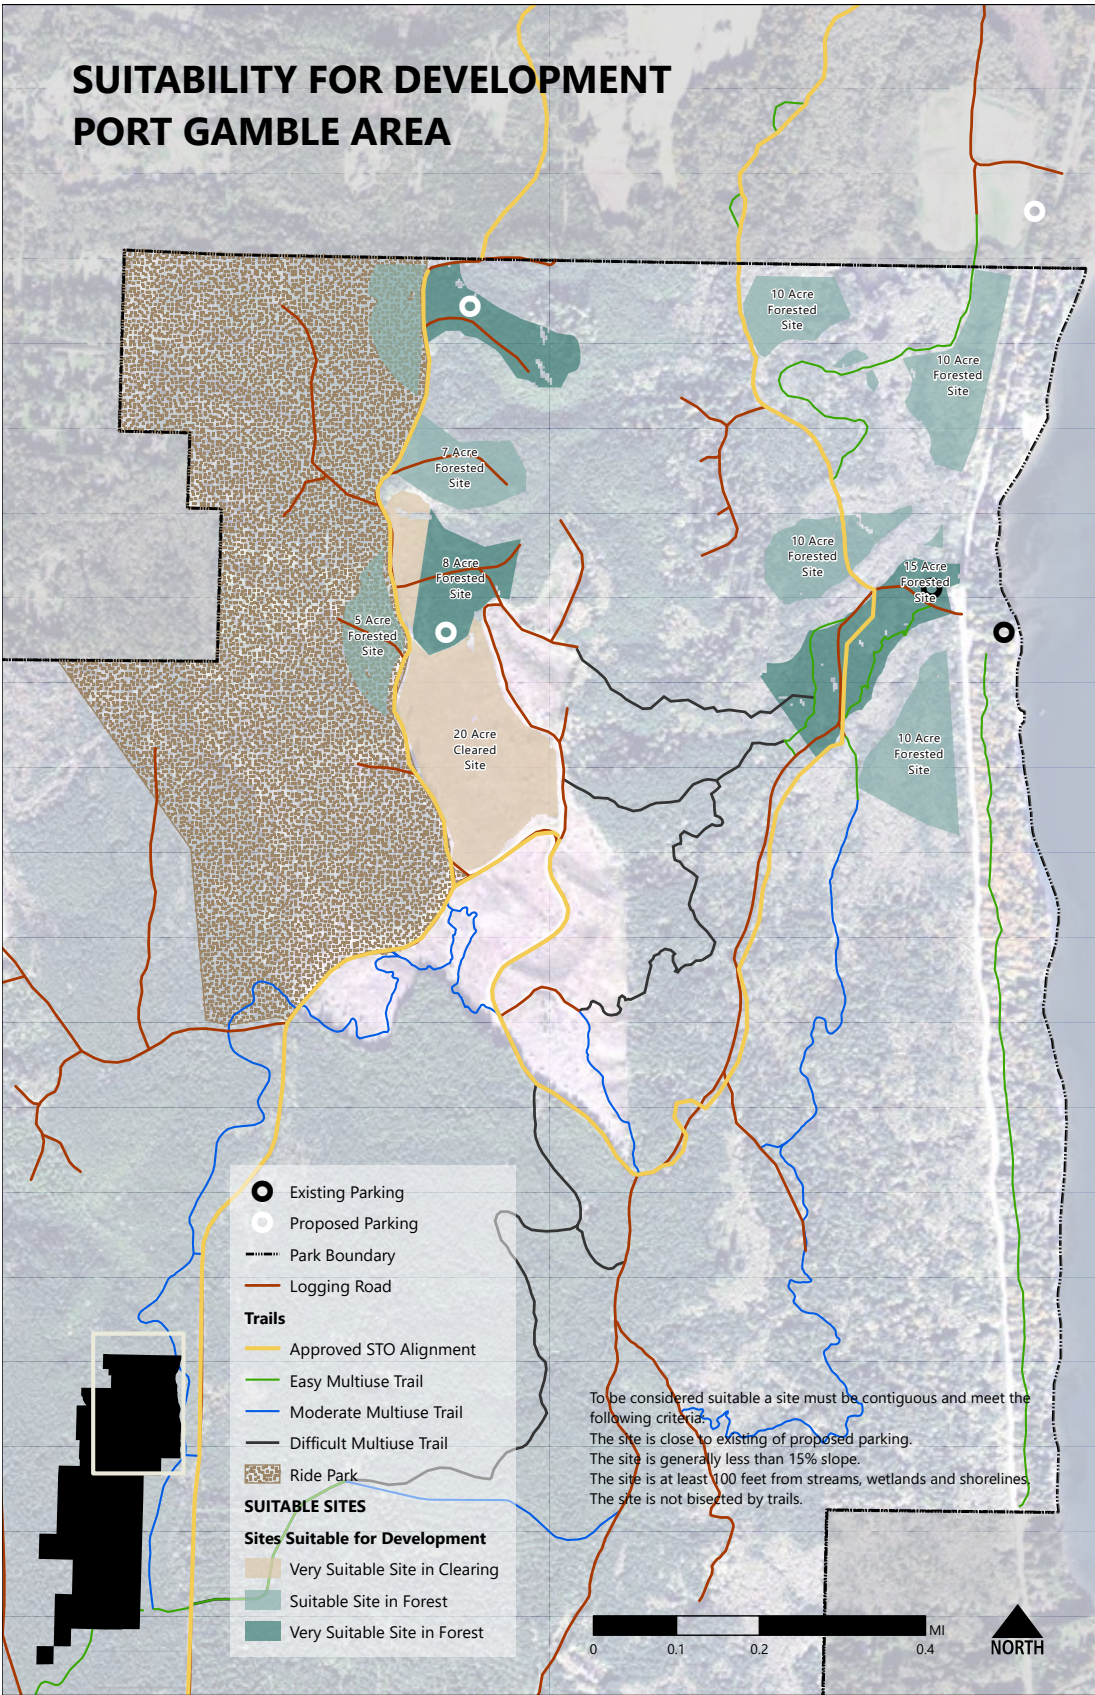 SUITABILITY FOR DEVELOPMENT
PORT GAMBLE AREA
10 Acre
Forested
Site
10 Acre
Forested
Site
7 Acre
Forested
Site
10 Acre
Forested
Site
8 Acre
Forested
Site
15 Acre
Forested
Site
5 Acre
Forested
Site
20 Acre
Cleared
Site
10 Acre
Forested
Site
Existing Parking
Proposed Parking
Park Boundary
Logging Road
Trails
Approved STO Alignment
Easy Multiuse Trail
Moderate Multiuse Trail
Difficult Multiuse Trail
Ride Park
SUITABLE SITES
Sites Suitable for Development
Very Suitable Site in Clearing
Suitable Site in Forest
Very Suitable Site in Forest
To be considered suitable a site must be contiguous and meet the
following criteria:
The site is close to existing of proposed parking.
The site is generally less than 15% slope.
The site is at least 100 feet from streams, wetlands and shorelines.
The site is not bisected by trails.
MI
0 0.1 0.2 0.4
NORTH